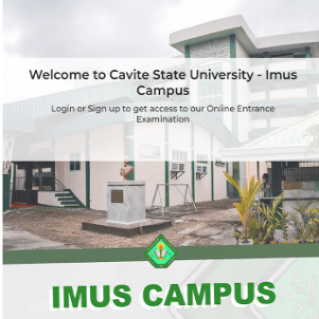 Welcome to Cavite State University - Imus
Campus
Login or Sign up to get access to our Online Entrance
Examination
IMUS CAMPUS